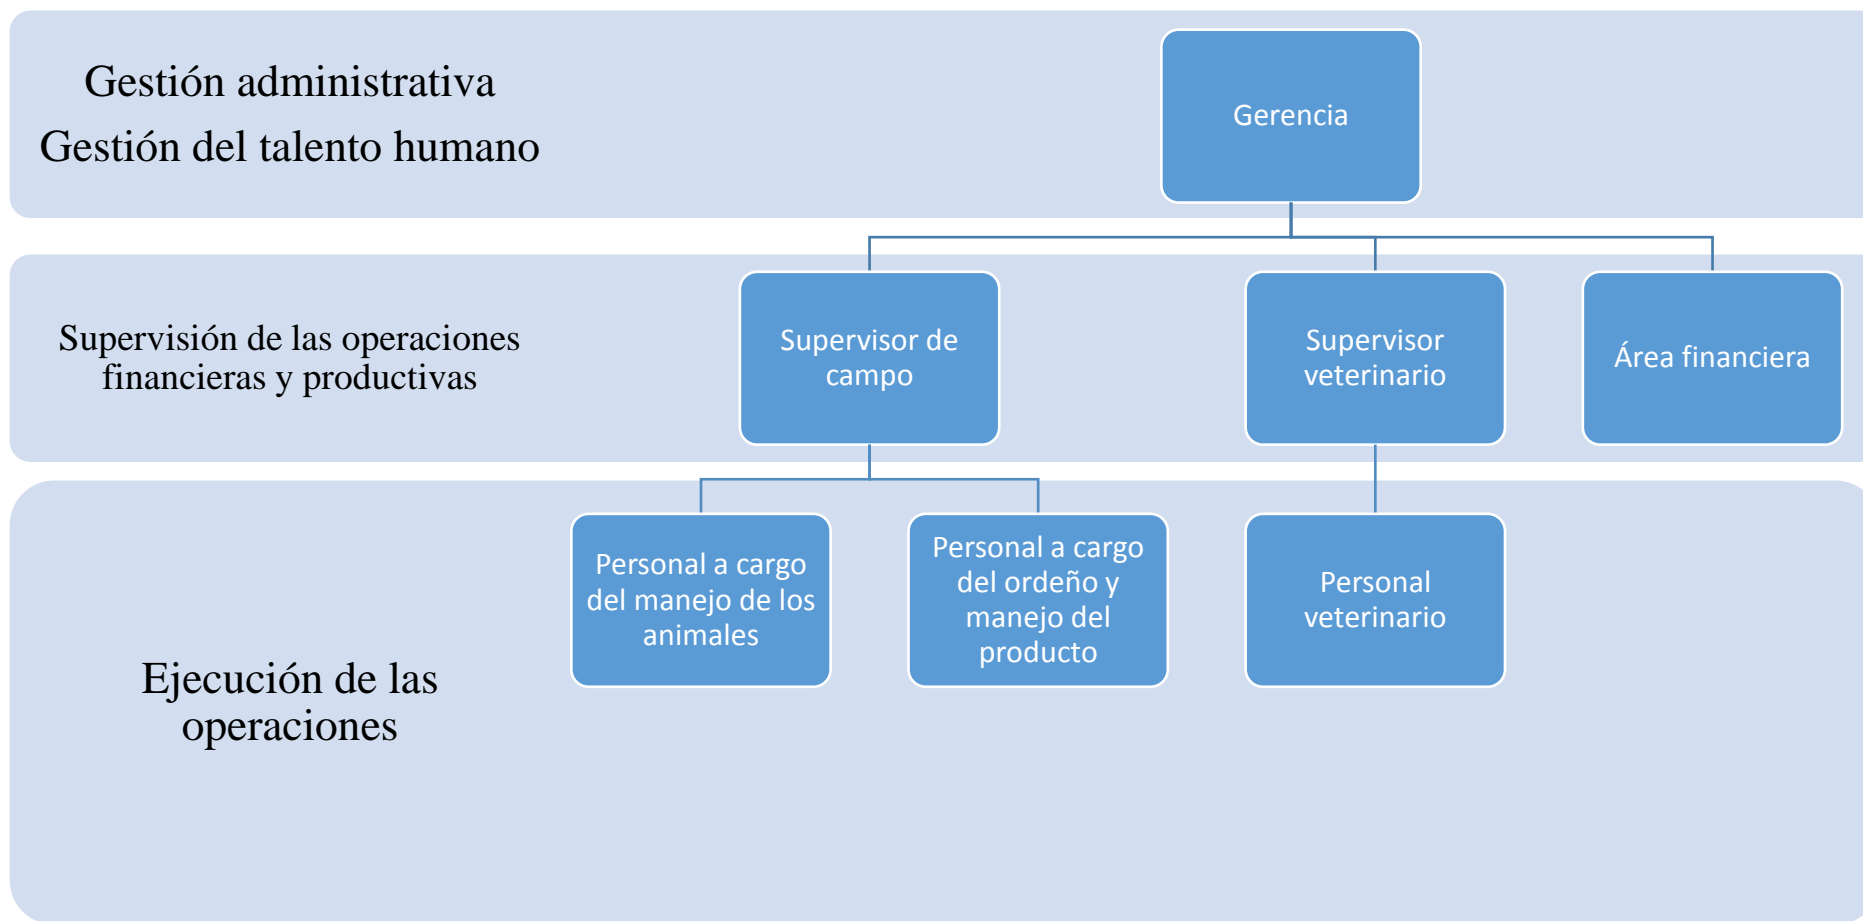 Gestión administrativa
Gestión del talento humano
Gerencia
Supervisión de las operaciones
financieras y productivas
Supervisor de
campo
Supervisor
veterinario
Área financiera
Ejecución de las
operaciones
Personal a cargo
del manejo de los
animales
Personal a cargo
del ordeño y
manejo del
producto
Personal
veterinario